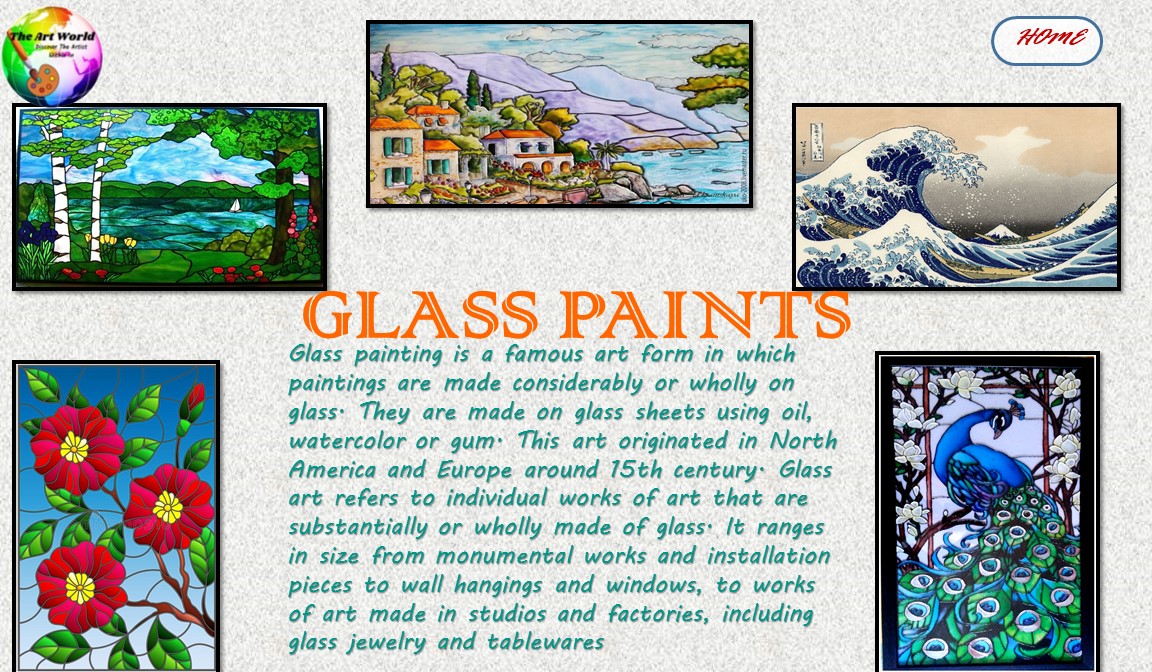 The Art World
Discover The Artist
HOME
GLASS PAINTS
Glass painting is a famous art form in which
paintings are made considerably or wholly on
glass. They are made on glass sheets using oil,
watercolor or gum. This art originated in North
America and Europe around 15th century. Glass
art refers to individual works of art that are
substantially or wholly made of glass. It ranges
in size from monumental works and installation
pieces to wall hangings and windows, to works
of art made in studios and factories, including
glass jewelry and tablewares